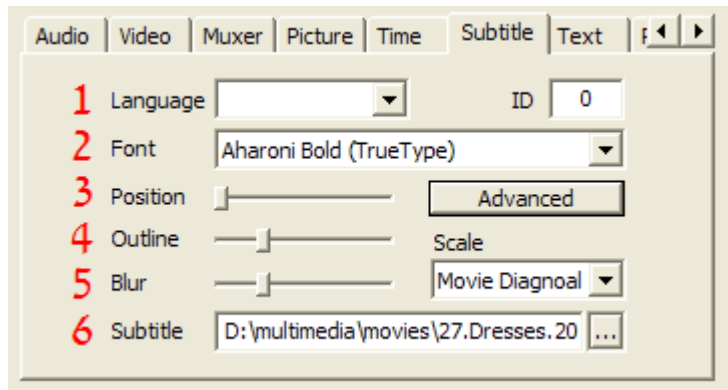 Audio Video Muxer Picture Time Subtitle Text
1 Language ID 0
2 Font Aharoni Bold (TrueType)
3 Position Advanced
4 Outline Scale
5 Blur Movie Diagnoal
6 Subtitle D:\multimedia\movies\27.Dresses.20 ...